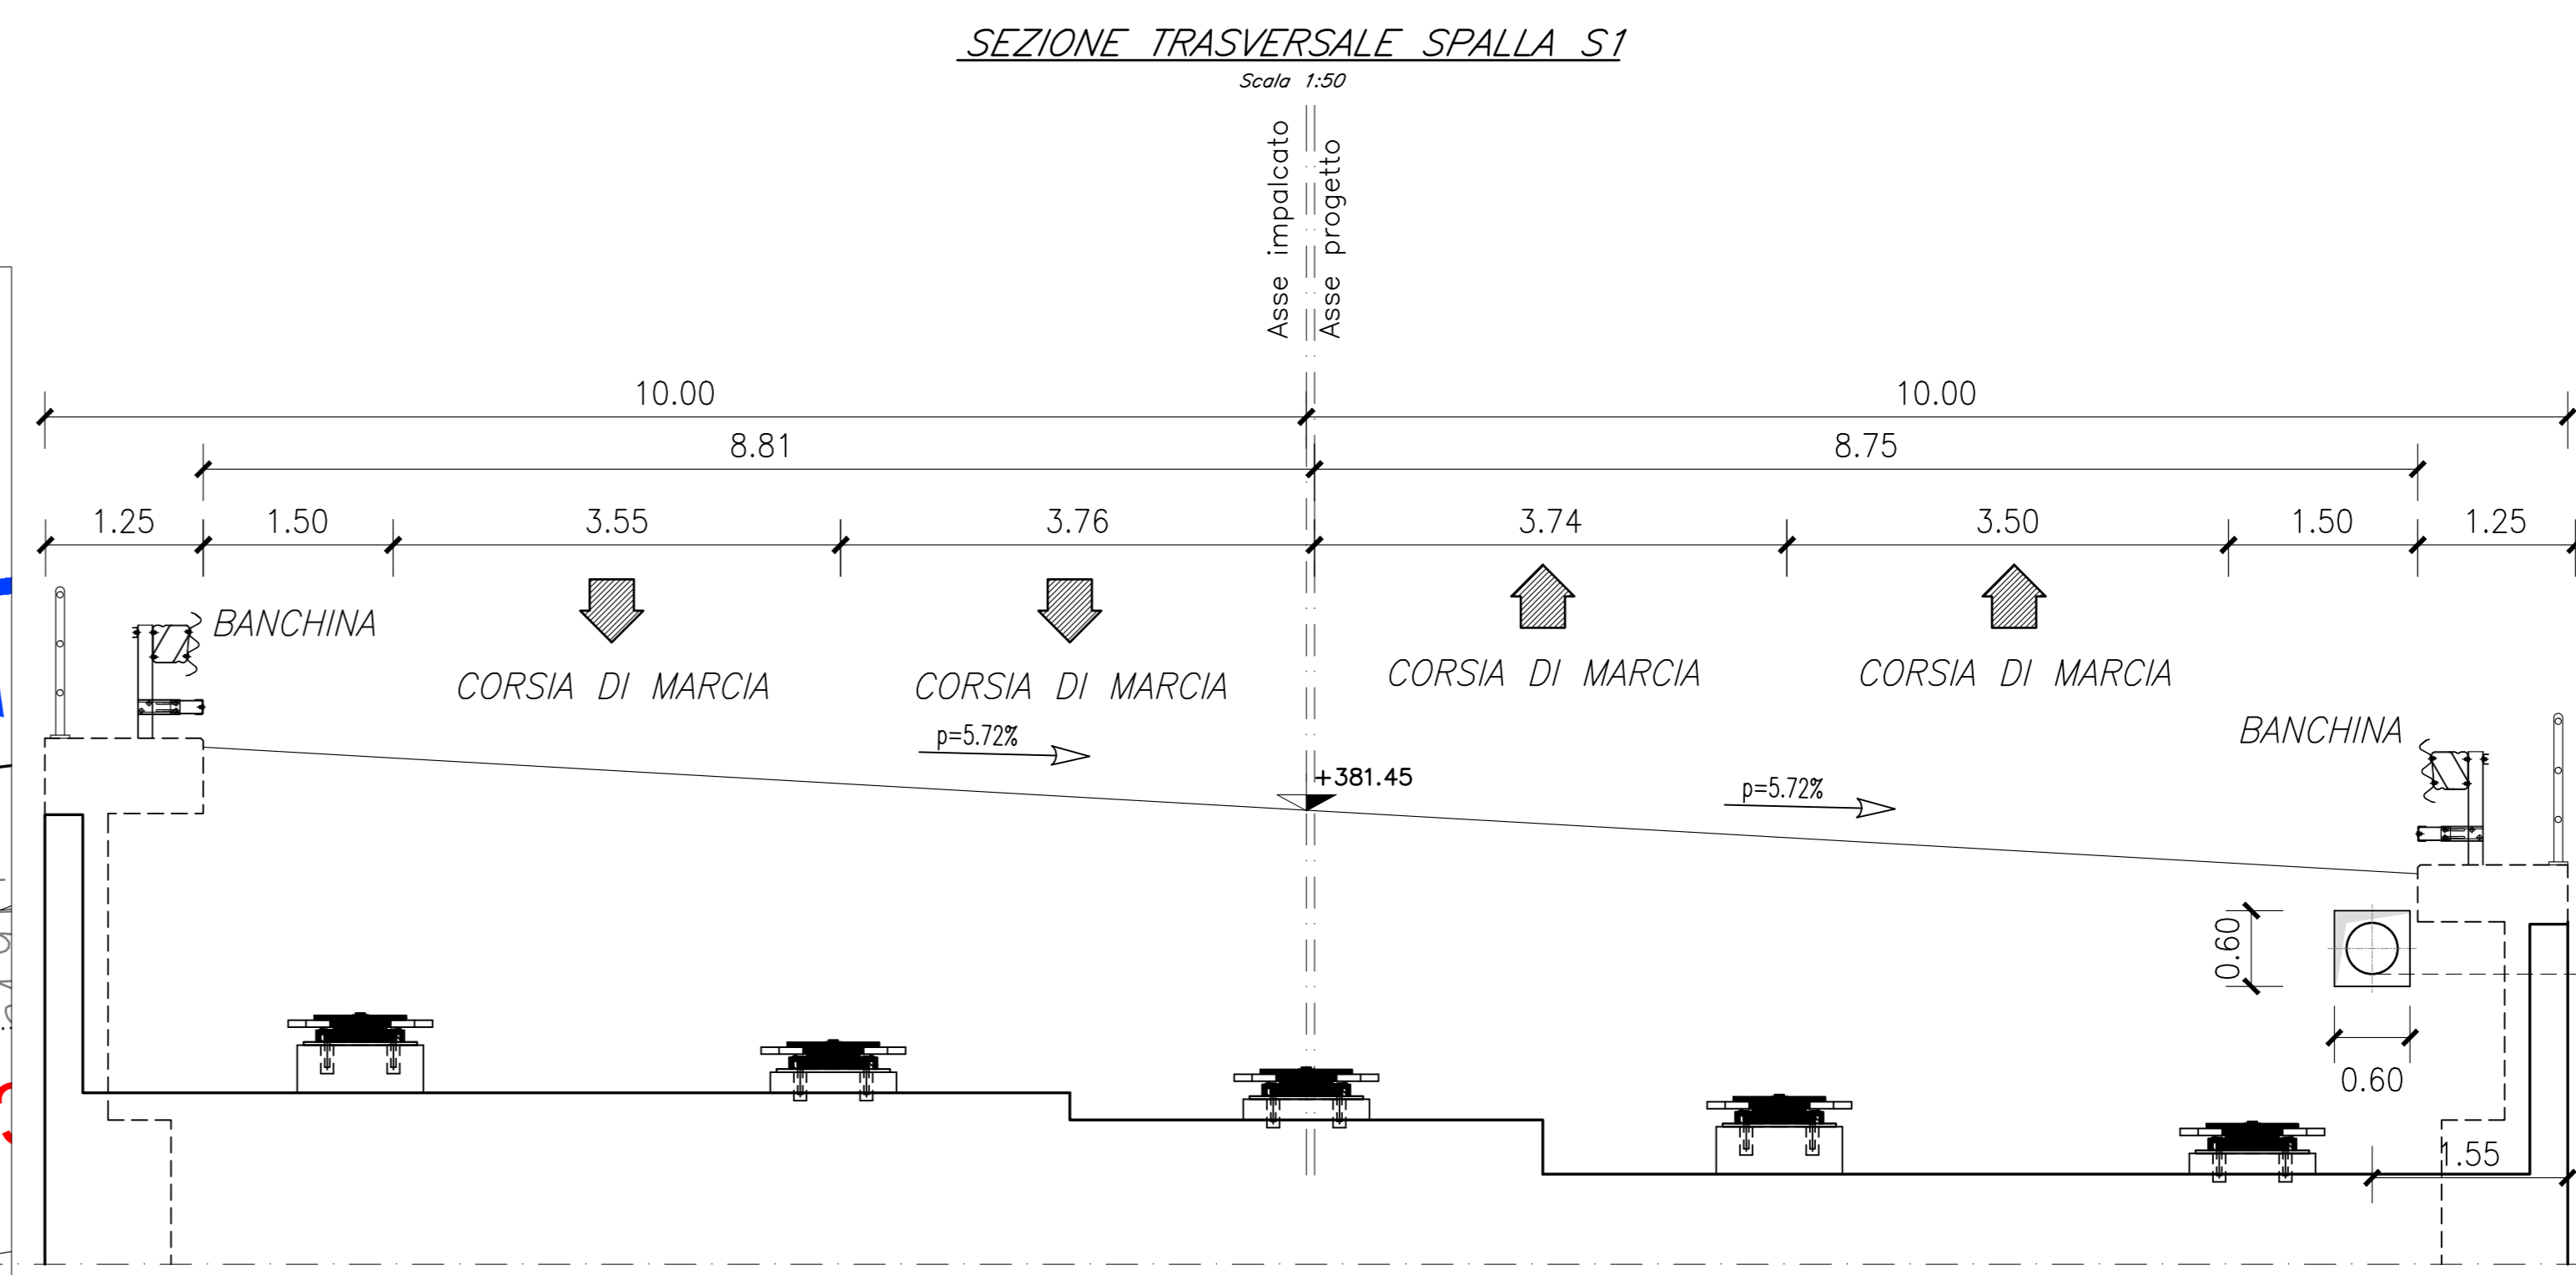 SEZIONE TRASVERSALE SPALLA S1
Scala 1:50
Asse impalcato
Asse progetto
10.00 10.00
8.81 8.75
1.25 1.50 3.55 3.76 3.74 3.50 1.50 1.25
BANCHINA
CORSIA DI MARCIA CORSIA DI MARCIA CORSIA DI MARCIA CORSIA DI MARCIA
BANCHINA
p=5.72%
+381.45
p=5.72%
0.60
0.60
1.55